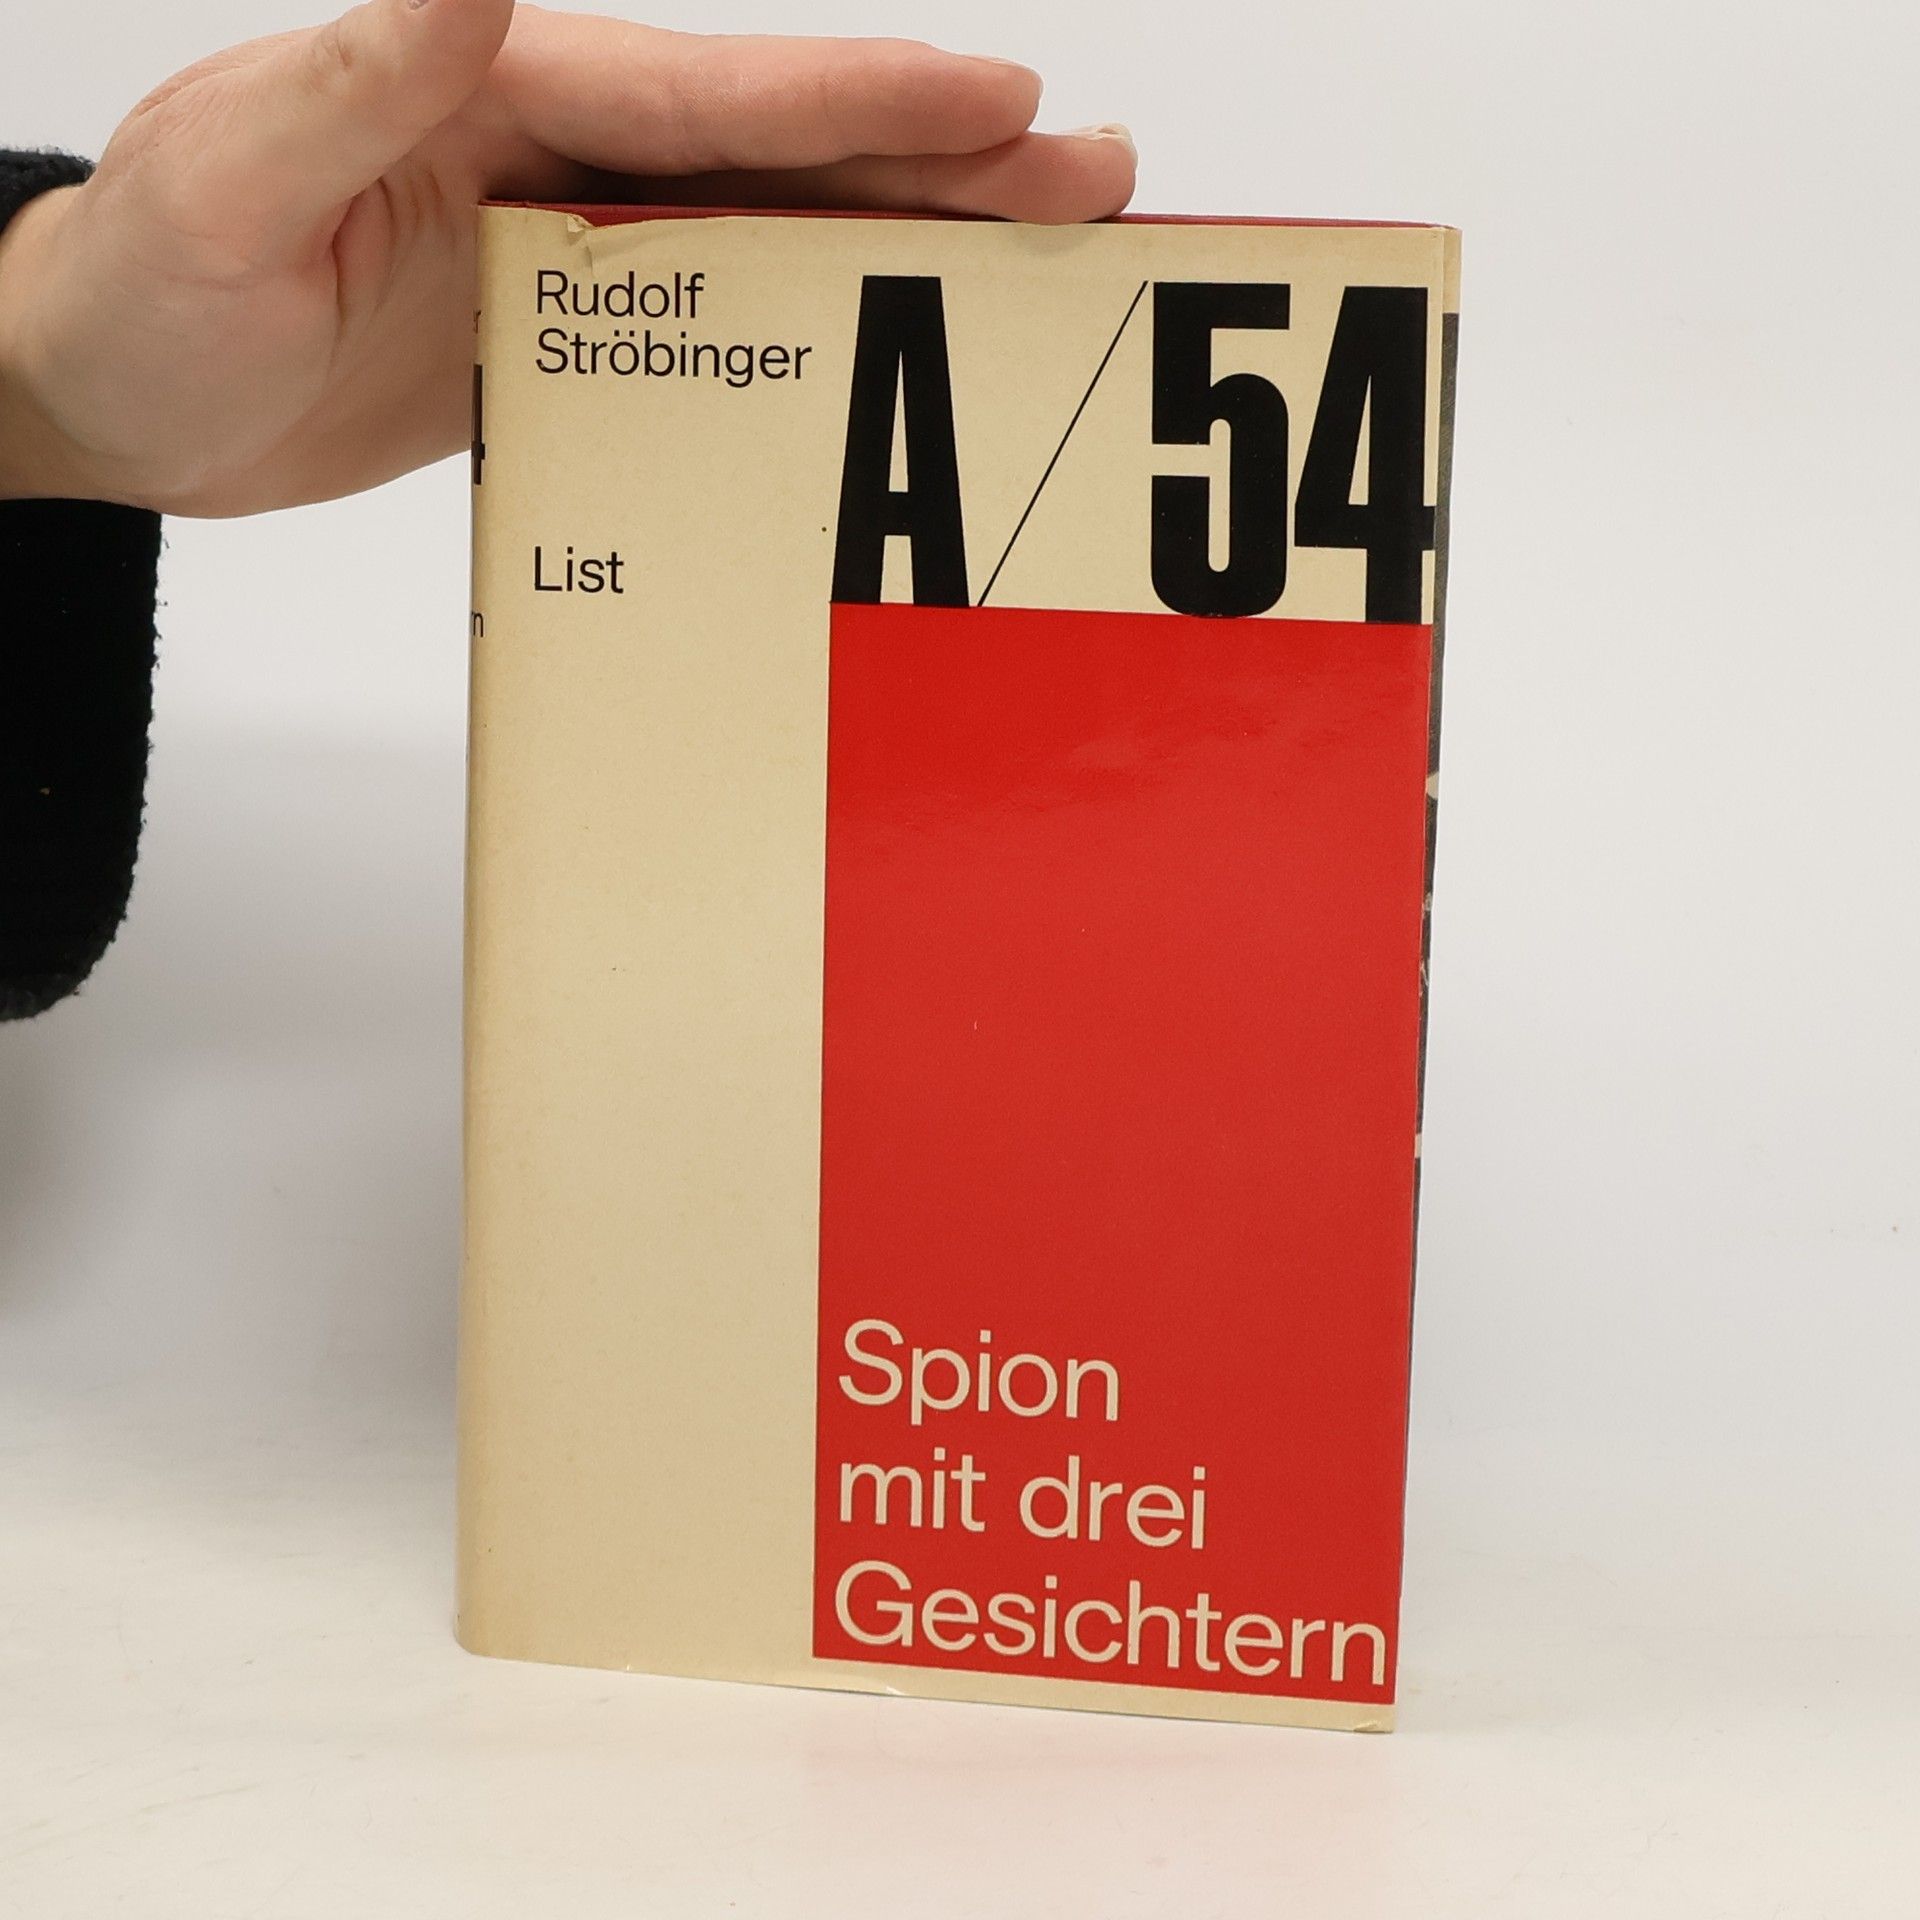 Rudolf
Ströbinger
A/54
List
Spion
mit drei
Gesichtern